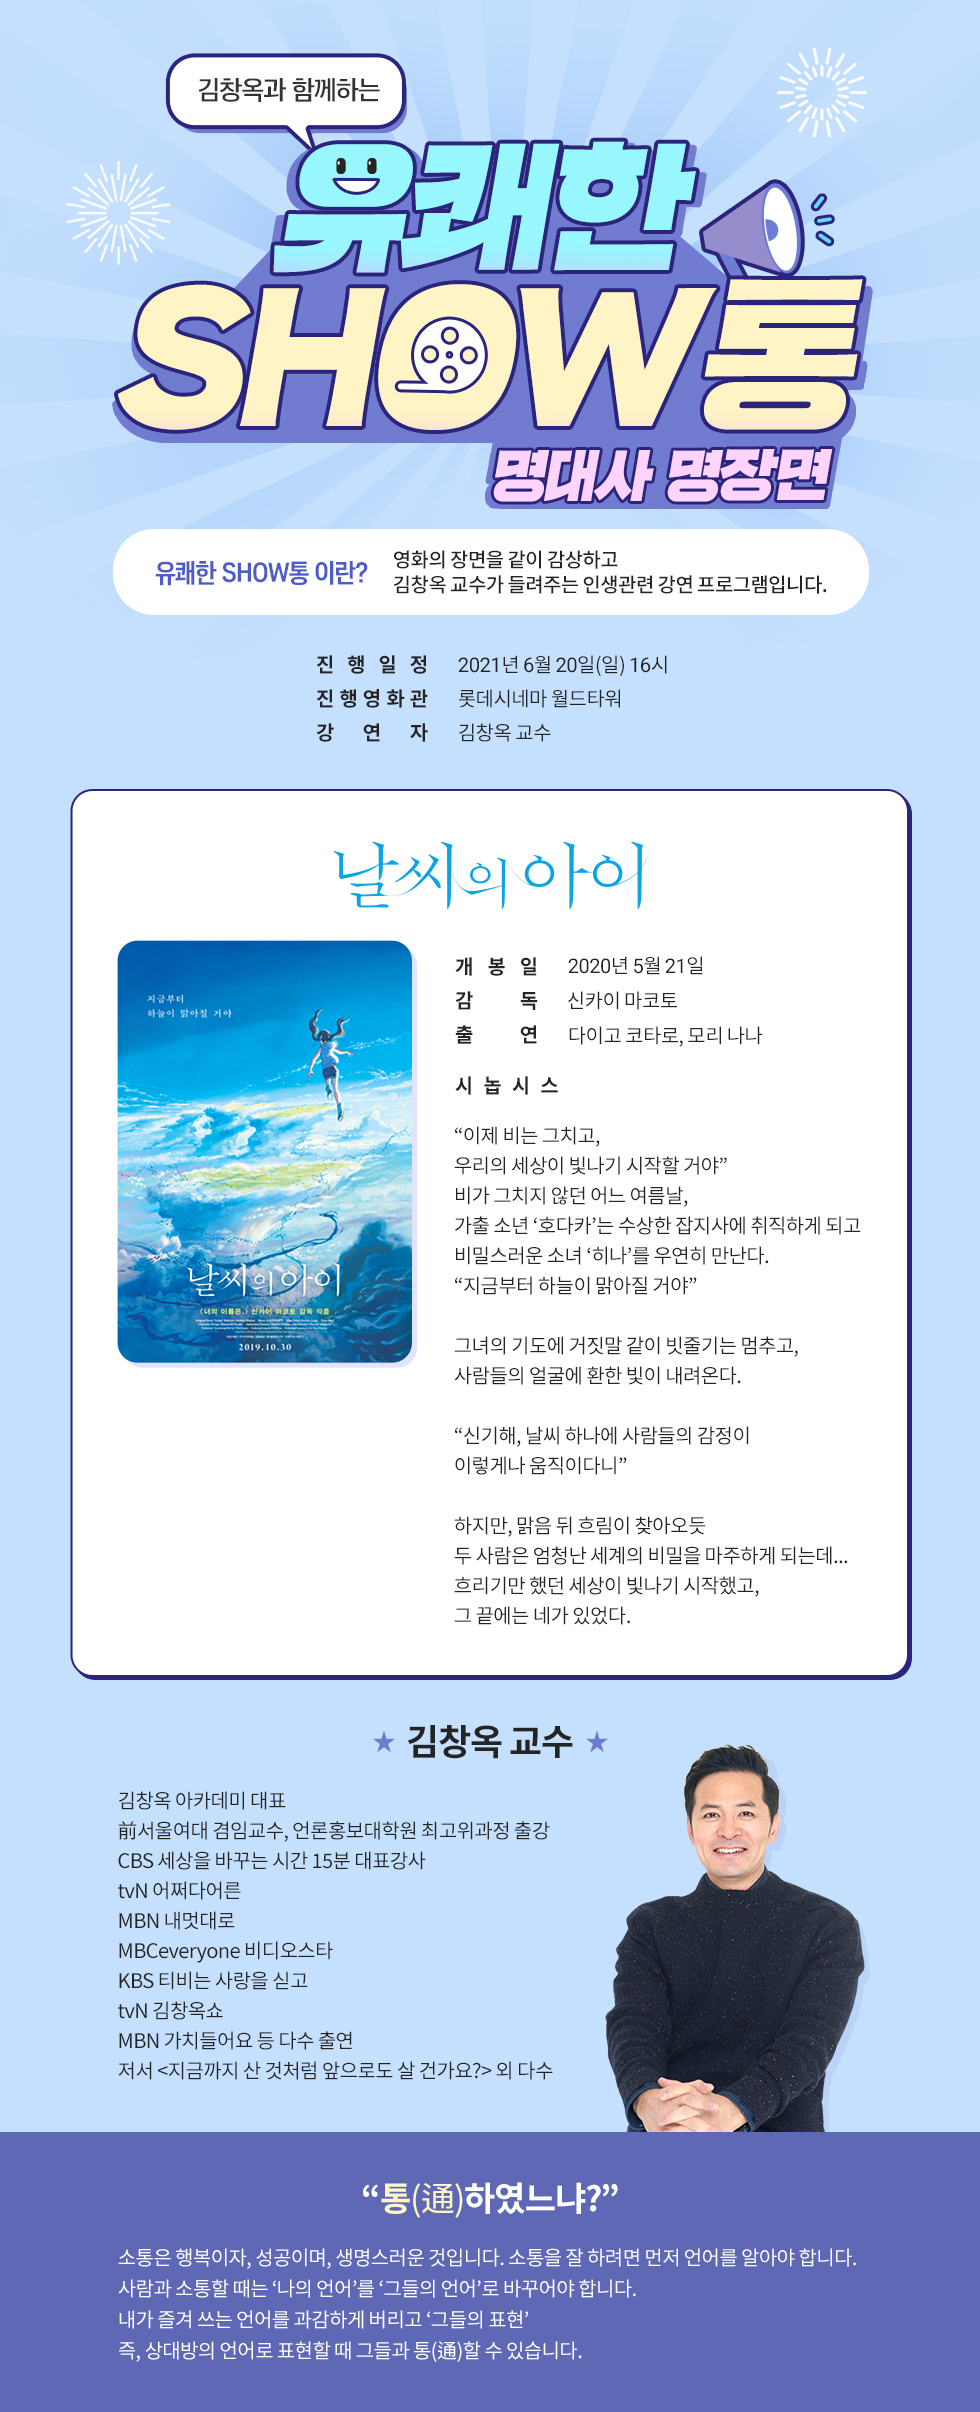 김창옥과 함께하는
유쾌한
SHOW통
명대사 명장면
유쾌한 SHOW통 이란?
영화의 장면을 같이 감상하고
김창옥 교수가 들려주는 인생관련 강연 프로그램입니다.
진행일정 2021년 6월 20일(일) 16시
진행영화관 롯데시네마 월드타워
강연자 김창옥 교수
날씨의 아이
지금부터
하늘이 맑아질 거야
날씨의 아이
<너의 이름은.> 신카이 마코토 감독 작품
2019.10.30
개봉일 2020년 5월 21일
감독 신카이 마코토
출연 다이고 코타로, 모리 나나
시놉시스
“이제 비는 그치고,
우리의 세상이 빛나기 시작할 거야”
비가 그치지 않던 어느 여름날,
가출 소년 ‘호다카’는 수상한 잡지사에 취직하게 되고
비밀스러운 소녀 ‘히나’를 우연히 만난다.
“지금부터 하늘이 맑아질 거야”
그녀의 기도에 거짓말 같이 빗줄기는 멈추고,
사람들의 얼굴에 환한 빛이 내려온다.
“신기해, 날씨 하나에 사람들의 감정이
이렇게나 움직이다니”
하지만, 맑음 뒤 흐림이 찾아오듯
두 사람은 엄청난 세계의 비밀을 마주하게 되는데...
흐리기만 했던 세상이 빛나기 시작했고,
그 끝에는 네가 있었다.
★ 김창옥 교수 ★
김창옥 아카데미 대표
前서울여대 겸임교수, 언론홍보대학원 최고위과정 출강
CBS 세상을 바꾸는 시간 15분 대표강사
tvN 어쩌다어른
MBN 내멋대로
MBCeveryone 비디오스타
KBS 티비는 사랑을 싣고
tvN 김창옥쇼
MBN 가치들어요 등 다수 출연
저서 <지금까지 산 것처럼 앞으로도 살 건가요?> 외 다수
“통(通)하였느냐?”
소통은 행복이자, 성공이며, 생명스러운 것입니다. 소통을 잘 하려면 먼저 언어를 알아야 합니다.
사람과 소통할 때는 ‘나의 언어’를 ‘그들의 언어’로 바꾸어야 합니다.
내가 즐겨 쓰는 언어를 과감하게 버리고 ‘그들의 표현’
즉, 상대방의 언어로 표현할 때 그들과 통(通)할 수 있습니다.